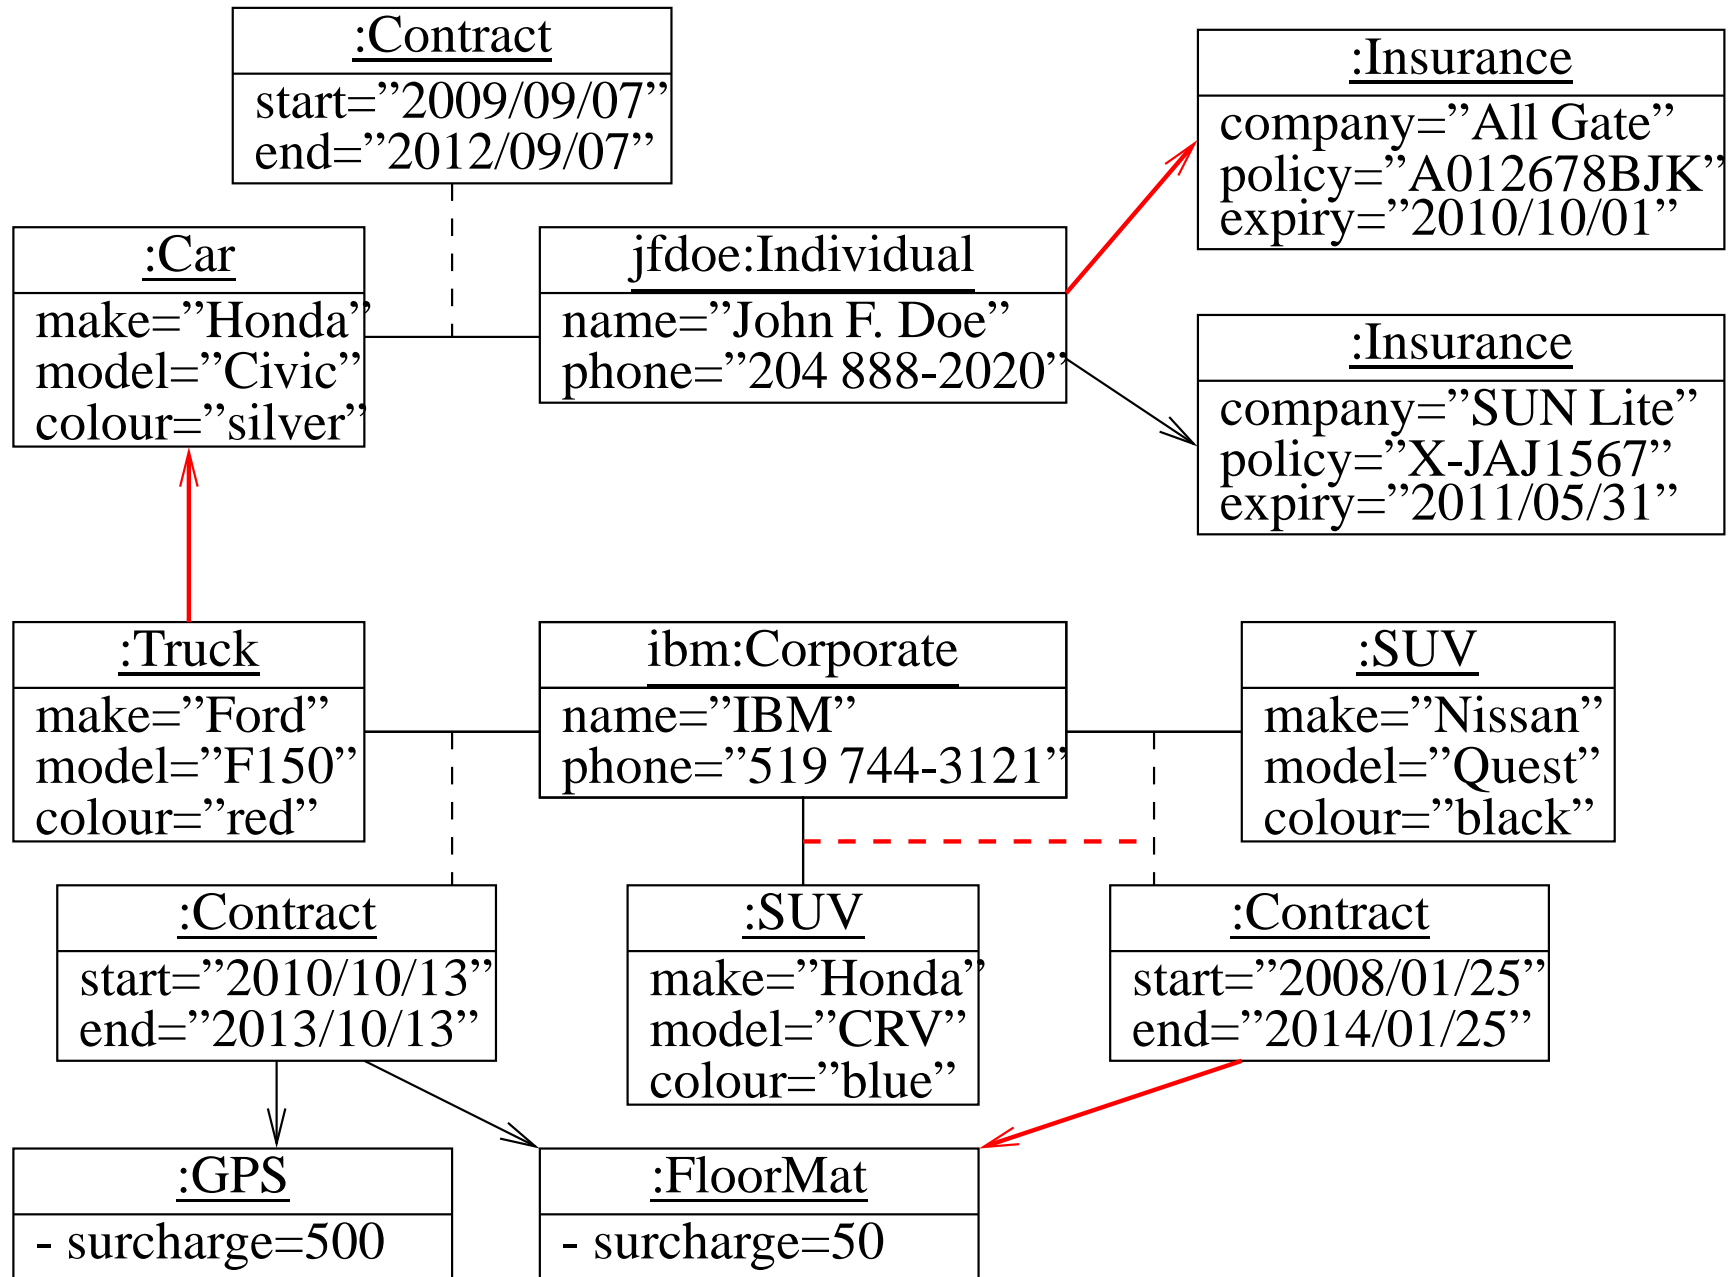 :Contract
start=”2009/09/07”
end=”2012/09/07”
:Insurance
company=”All Gate”
policy=”A012678BJK”
expiry=”2010/10/01”
:Car
make=”Honda”
model=”Civic”
colour=”silver”
jfdoe:Individual
name=”John F. Doe”
phone=”204 888-2020”
:Insurance
company=”SUN Lite”
policy=”X-JAJ1567”
expiry=”2011/05/31”
:Truck
make=”Ford”
model=”F150”
colour=”red”
ibm:Corporate
name=”IBM”
phone=”519 744-3121”
:SUV
make=”Nissan”
model=”Quest”
colour=”black”
:Contract
start=”2010/10/13”
end=”2013/10/13”
:SUV
make=”Honda”
model=”CRV”
colour=”blue”
:Contract
start=”2008/01/25”
end=”2014/01/25”
:GPS
- surcharge=500
:FloorMat
- surcharge=50